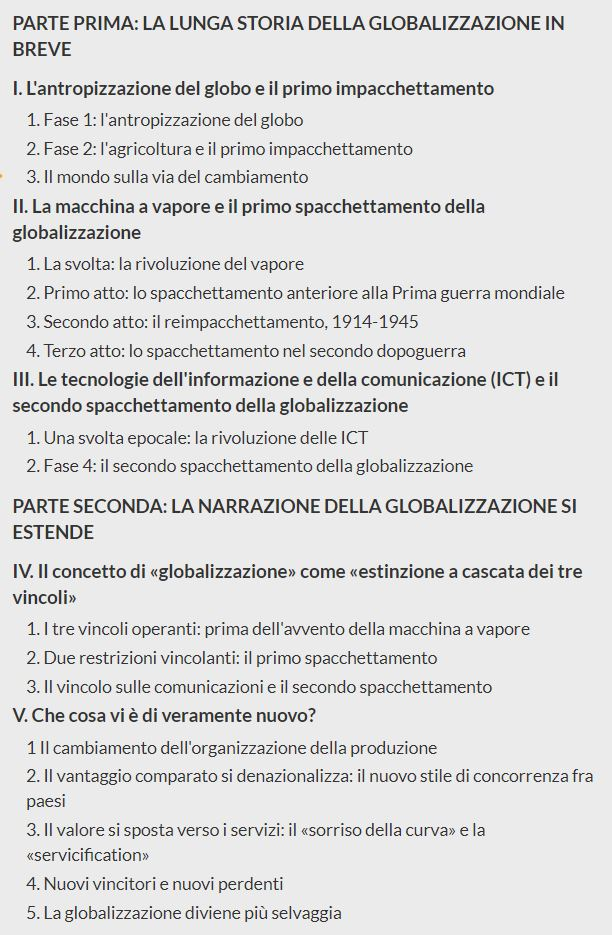 PARTE PRIMA: LA LUNGA STORIA DELLA GLOBALIZZAZIONE IN
BREVE
I. L'antropizzazione del globo e il primo impacchettamento
1. Fase 1: l'antropizzazione del globo
2. Fase 2: l'agricoltura e il primo impacchettamento
3. Il mondo sulla via del cambiamento
II. La macchina a vapore e il primo spacchettamento della
globalizzazione
1. La svolta: la rivoluzione del vapore
2. Primo atto: lo spacchettamento anteriore alla Prima guerra mondiale
3. Secondo atto: il reimpacchettamento, 1914-1945
4. Terzo atto: lo spacchettamento nel secondo dopoguerra
III. Le tecnologie dell'informazione e della comunicazione (ICT) e il
secondo spacchettamento della globalizzazione
1. Una svolta epocale: la rivoluzione delle ICT
2. Fase 4: il secondo spacchettamento della globalizzazione
PARTE SECONDA: LA NARRAZIONE DELLA GLOBALIZZAZIONE SI
ESTENDE
IV. Il concetto di «globalizzazione» come «estinzione a cascata dei tre
vincoli»
1. I tre vincoli operanti: prima dell'avvento della macchina a vapore
2. Due restrizioni vincolanti: il primo spacchettamento
3. Il vincolo sulle comunicazioni e il secondo spacchettamento
V. Che cosa vi è di veramente nuovo?
1 Il cambiamento dell'organizzazione della produzione
2. Il vantaggio comparato si denazionalizza: il nuovo stile di concorrenza fra
paesi
3. Il valore si sposta verso i servizi: il «sorriso della curva» e la
«servicification»
4. Nuovi vincitori e nuovi perdenti
5. La globalizzazione diviene più selvaggia